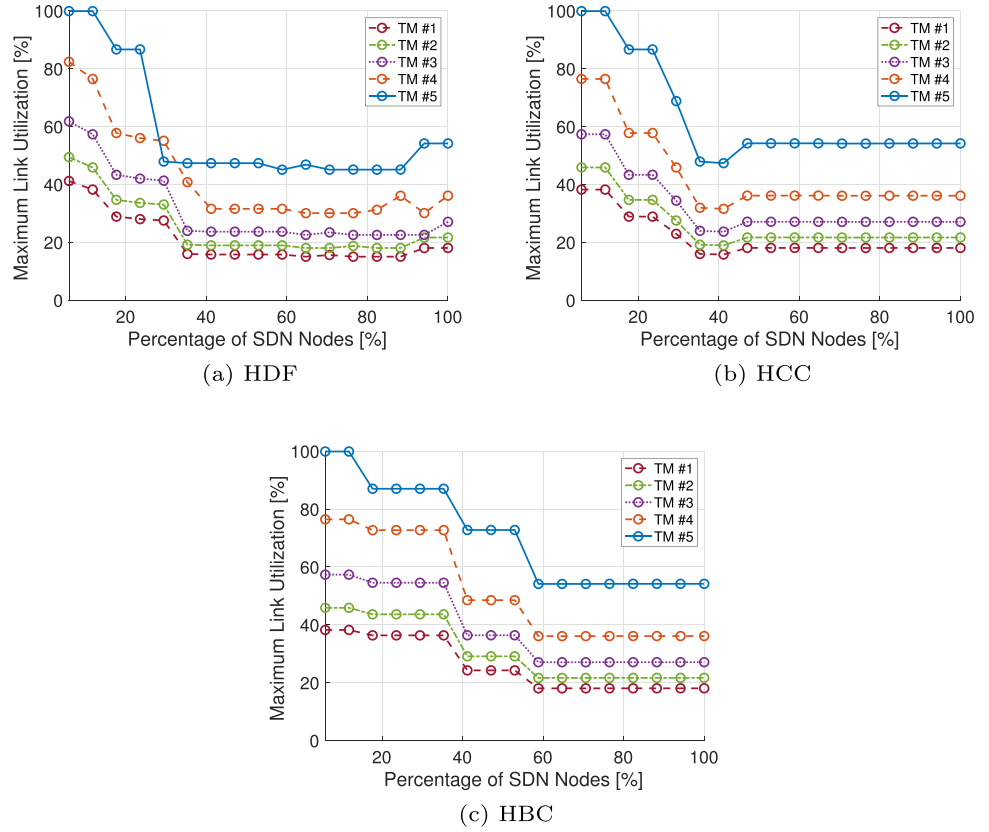 Maximum Link Utilization [%]
100
80
60
40
20
0
20 40 60 80 100
Percentage of SDN Nodes [%]
TM #1
TM #2
TM #3
TM #4
TM #5
(a) HDF
Maximum Link Utilization [%]
100
80
60
40
20
0
20 40 60 80 100
Percentage of SDN Nodes [%]
TM #1
TM #2
TM #3
TM #4
TM #5
(b) HCC
Maximum Link Utilization [%]
100
80
60
40
20
0
20 40 60 80 100
Percentage of SDN Nodes [%]
TM #1
TM #2
TM #3
TM #4
TM #5
(c) HBC